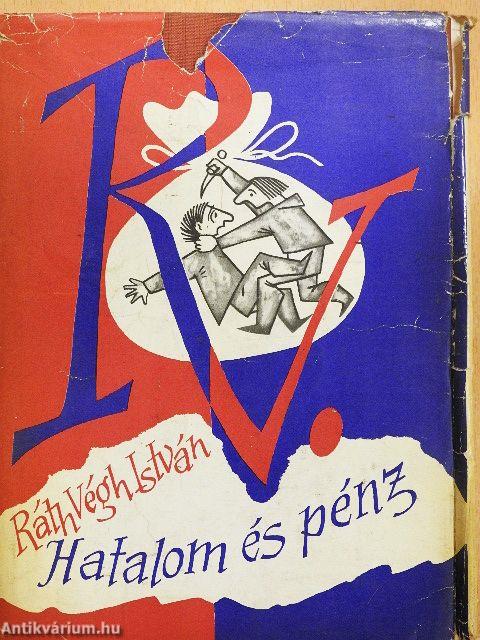 R.V.
Ráth Végh István
Hatalom és pénz
Antikvárium.hu